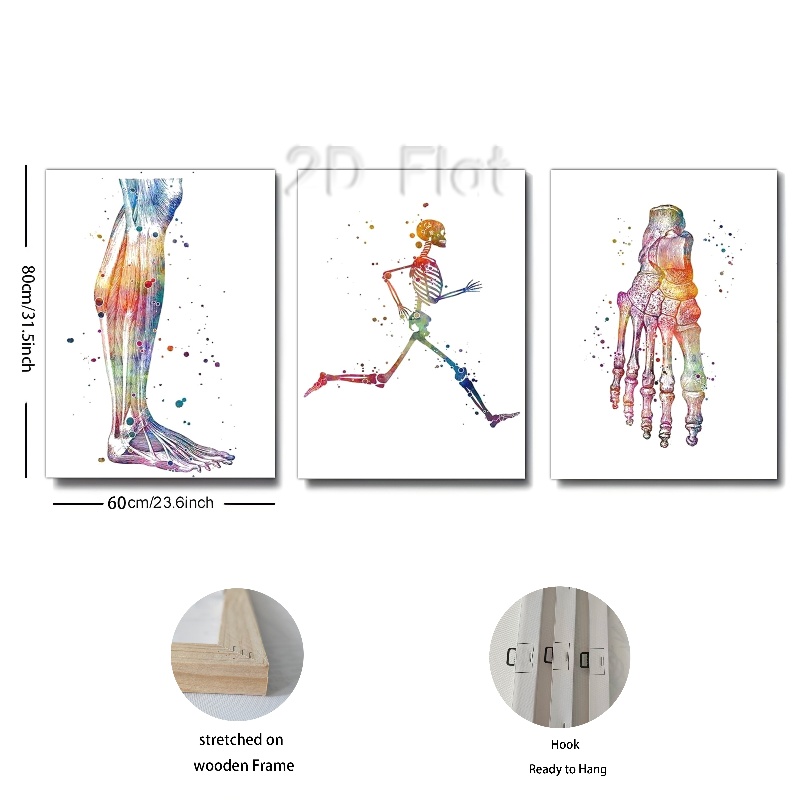 2D Flat
80cm/31.5inch
60cm/23.6inch
stretched on
wooden Frame
Hook
Ready to Hang